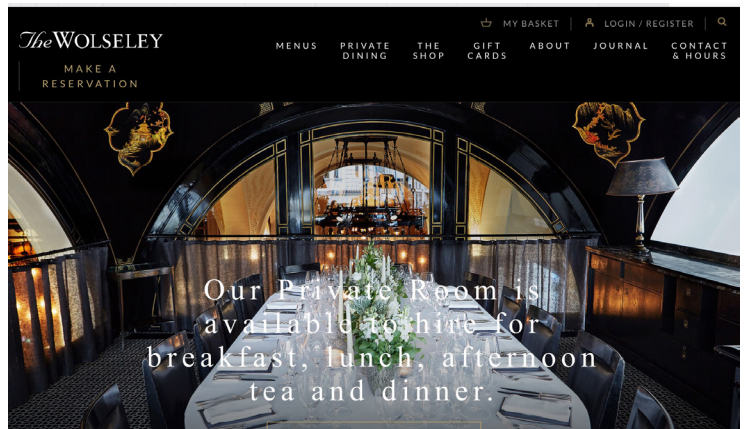 MY BASKET
LOGIN / REGISTER
The WOLSELEY
MENUS
PRIVATE
DINING
THE
SHOP
GIFT
CARDS
ABOUT
JOURNAL
CONTACT
& HOURS
MAKE A
RESERVATION
Our Private Room is
available to hire for
breakfast, lunch, afternoon
tea and dinner.